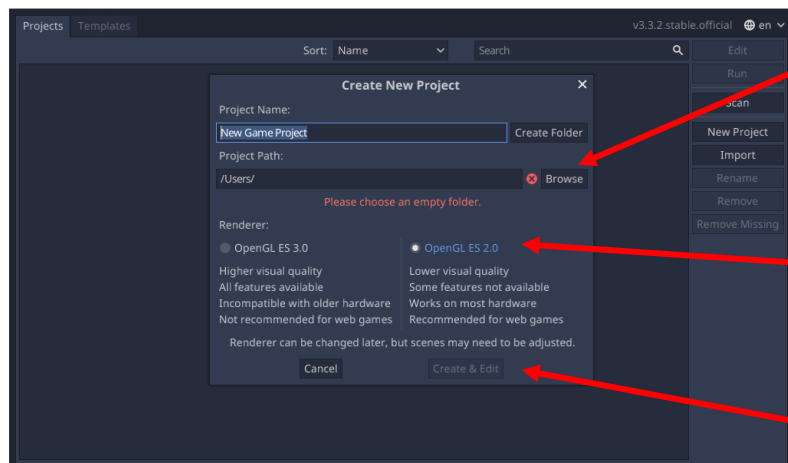 Projects Templates v3.3.2.stable.official en
Sort: Name Search Edit
Run
Create New Project
Scan
Project Name:
New Game Project Create Folder New Project
Project Path: Import
/Users/ Browse Rename
Please choose an empty folder. Remove
Renderer: Remove Missing
OpenGL ES 3.0 OpenGL ES 2.0
Higher visual quality Lower visual quality
All features available Some features not available
Incompatible with older hardware Works on most hardware
Not recommended for web games Recommended for web games
Renderer can be changed later, but scenes may need to be adjusted.
Cancel Create & Edit